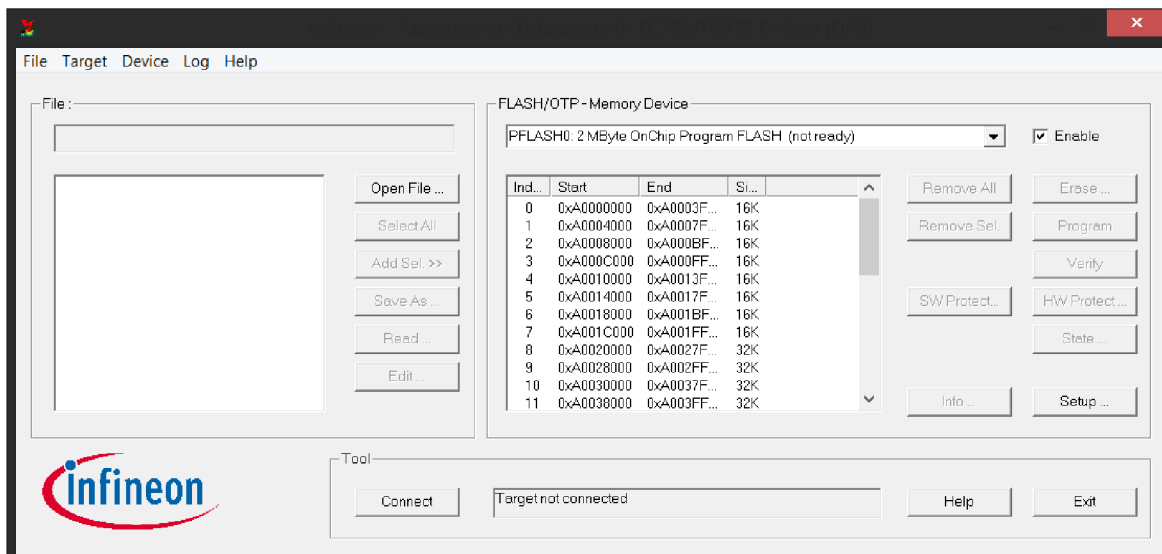 File Target Device Log Help
File :
Open File ...
Select All
Add Sel. >>
Save As ...
Read ...
Edit ...
FLASH/OTP - Memory Device
PFLASH0: 2 MByte OnChip Program FLASH (not ready)
Enable
Ind... Start End Si...
0 0xA0000000 0xA0003F... 16K
1 0xA0004000 0xA0007F... 16K
2 0xA0008000 0xA000BF... 16K
3 0xA000C000 0xA000FF... 16K
4 0xA0010000 0xA0013F... 16K
5 0xA0014000 0xA0017F... 16K
6 0xA0018000 0xA001BF... 16K
7 0xA001C000 0xA001FF... 16K
8 0xA0020000 0xA0027F... 32K
9 0xA0028000 0xA002FF... 32K
10 0xA0030000 0xA0037F... 32K
11 0xA0038000 0xA003FF... 32K
Remove All Erase ...
Remove Sel. Program
Verify
SW Protect... HW Protect ...
State ...
Info ... Setup ...
infineon
Tool
Connect Target not connected Help Exit